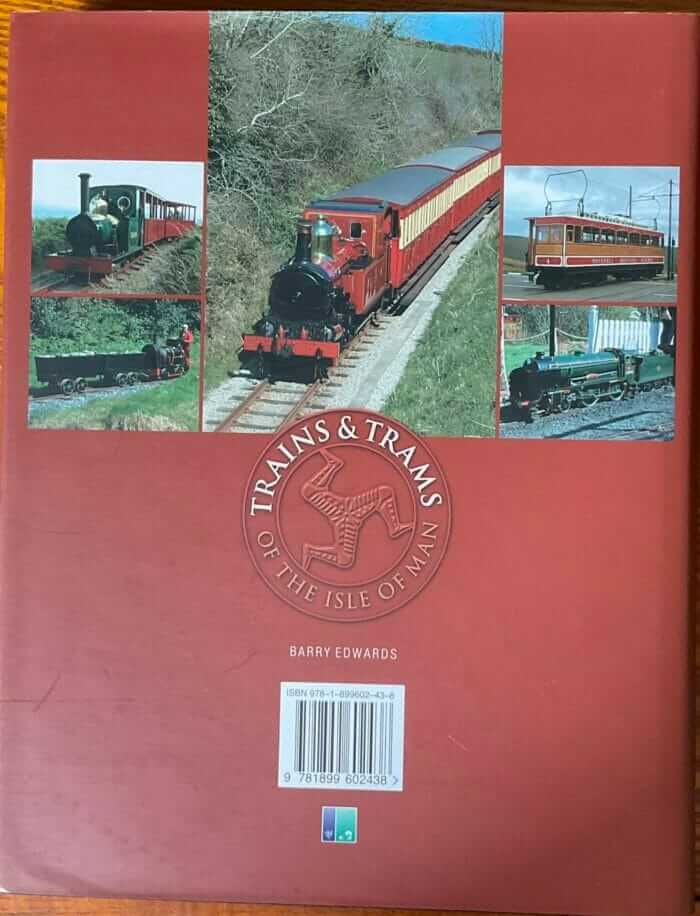 TRAINS & TRAMS
OF THE ISLE OF MAN
BARRY EDWARDS
ISBN 978-1-899602-43-8
9 781899 602438 >